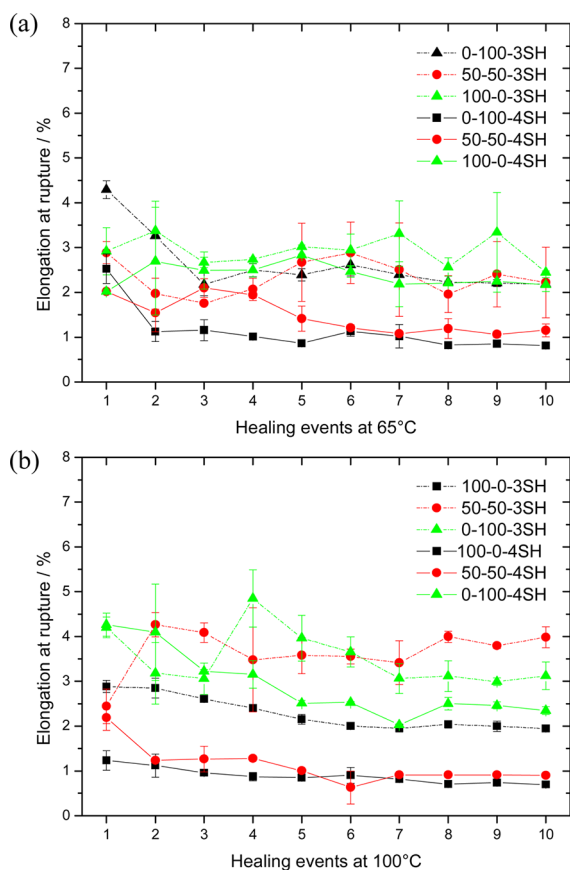 (a)
8
7
6
5
4
3
2
1
0
Elongation at rupture / %
0-100-3SH
50-50-3SH
100-0-3SH
0-100-4SH
50-50-4SH
100-0-4SH
1 2 3 4 5 6 7 8 9 10
Healing events at 65°C
(b)
8
7
6
5
4
3
2
1
0
Elongation at rupture / %
100-0-3SH
50-50-3SH
0-100-3SH
100-0-4SH
50-50-4SH
0-100-4SH
1 2 3 4 5 6 7 8 9 10
Healing events at 100°C